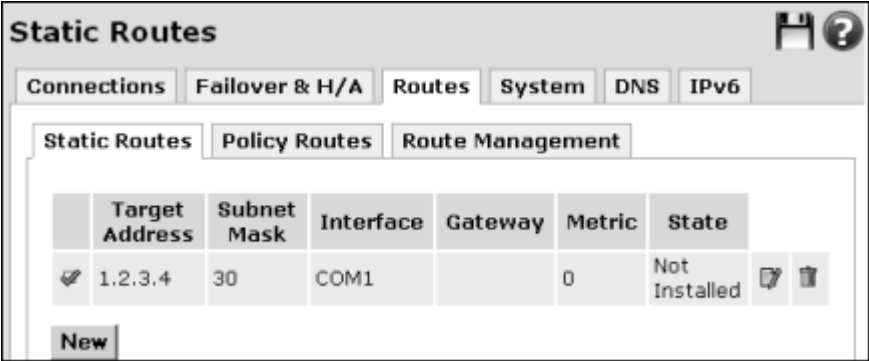 Static Routes
Connections Failover & H/A Routes System DNS IPv6
Static Routes Policy Routes Route Management
Target Address Subnet Mask Interface Gateway Metric State
1.2.3.4 30 COM1 0 Not Installed
New